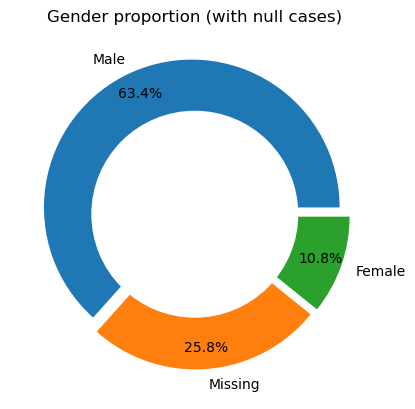 Gender proportion (with null cases)
Male
63.4%
10.8%
Female
25.8%
Missing